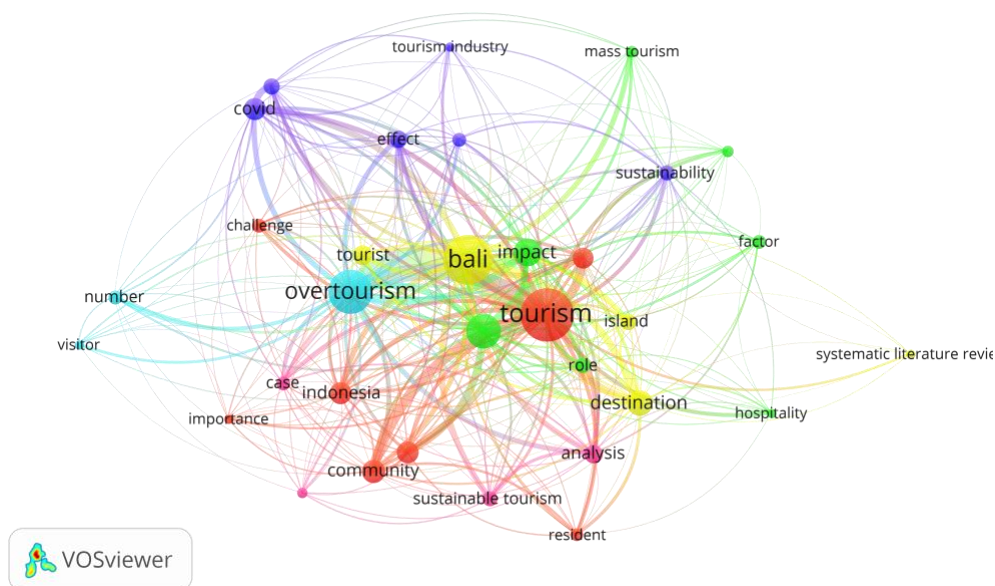 tourism industry
mass tourism
covid
effect
sustainability
challenge
factor
tourist
bali
impact
overtourism
number
tourism
island
visitor
systematic literature revie
role
case
indonesia
destination
hospitality
importance
analysis
community
sustainable tourism
resident
VOSviewer